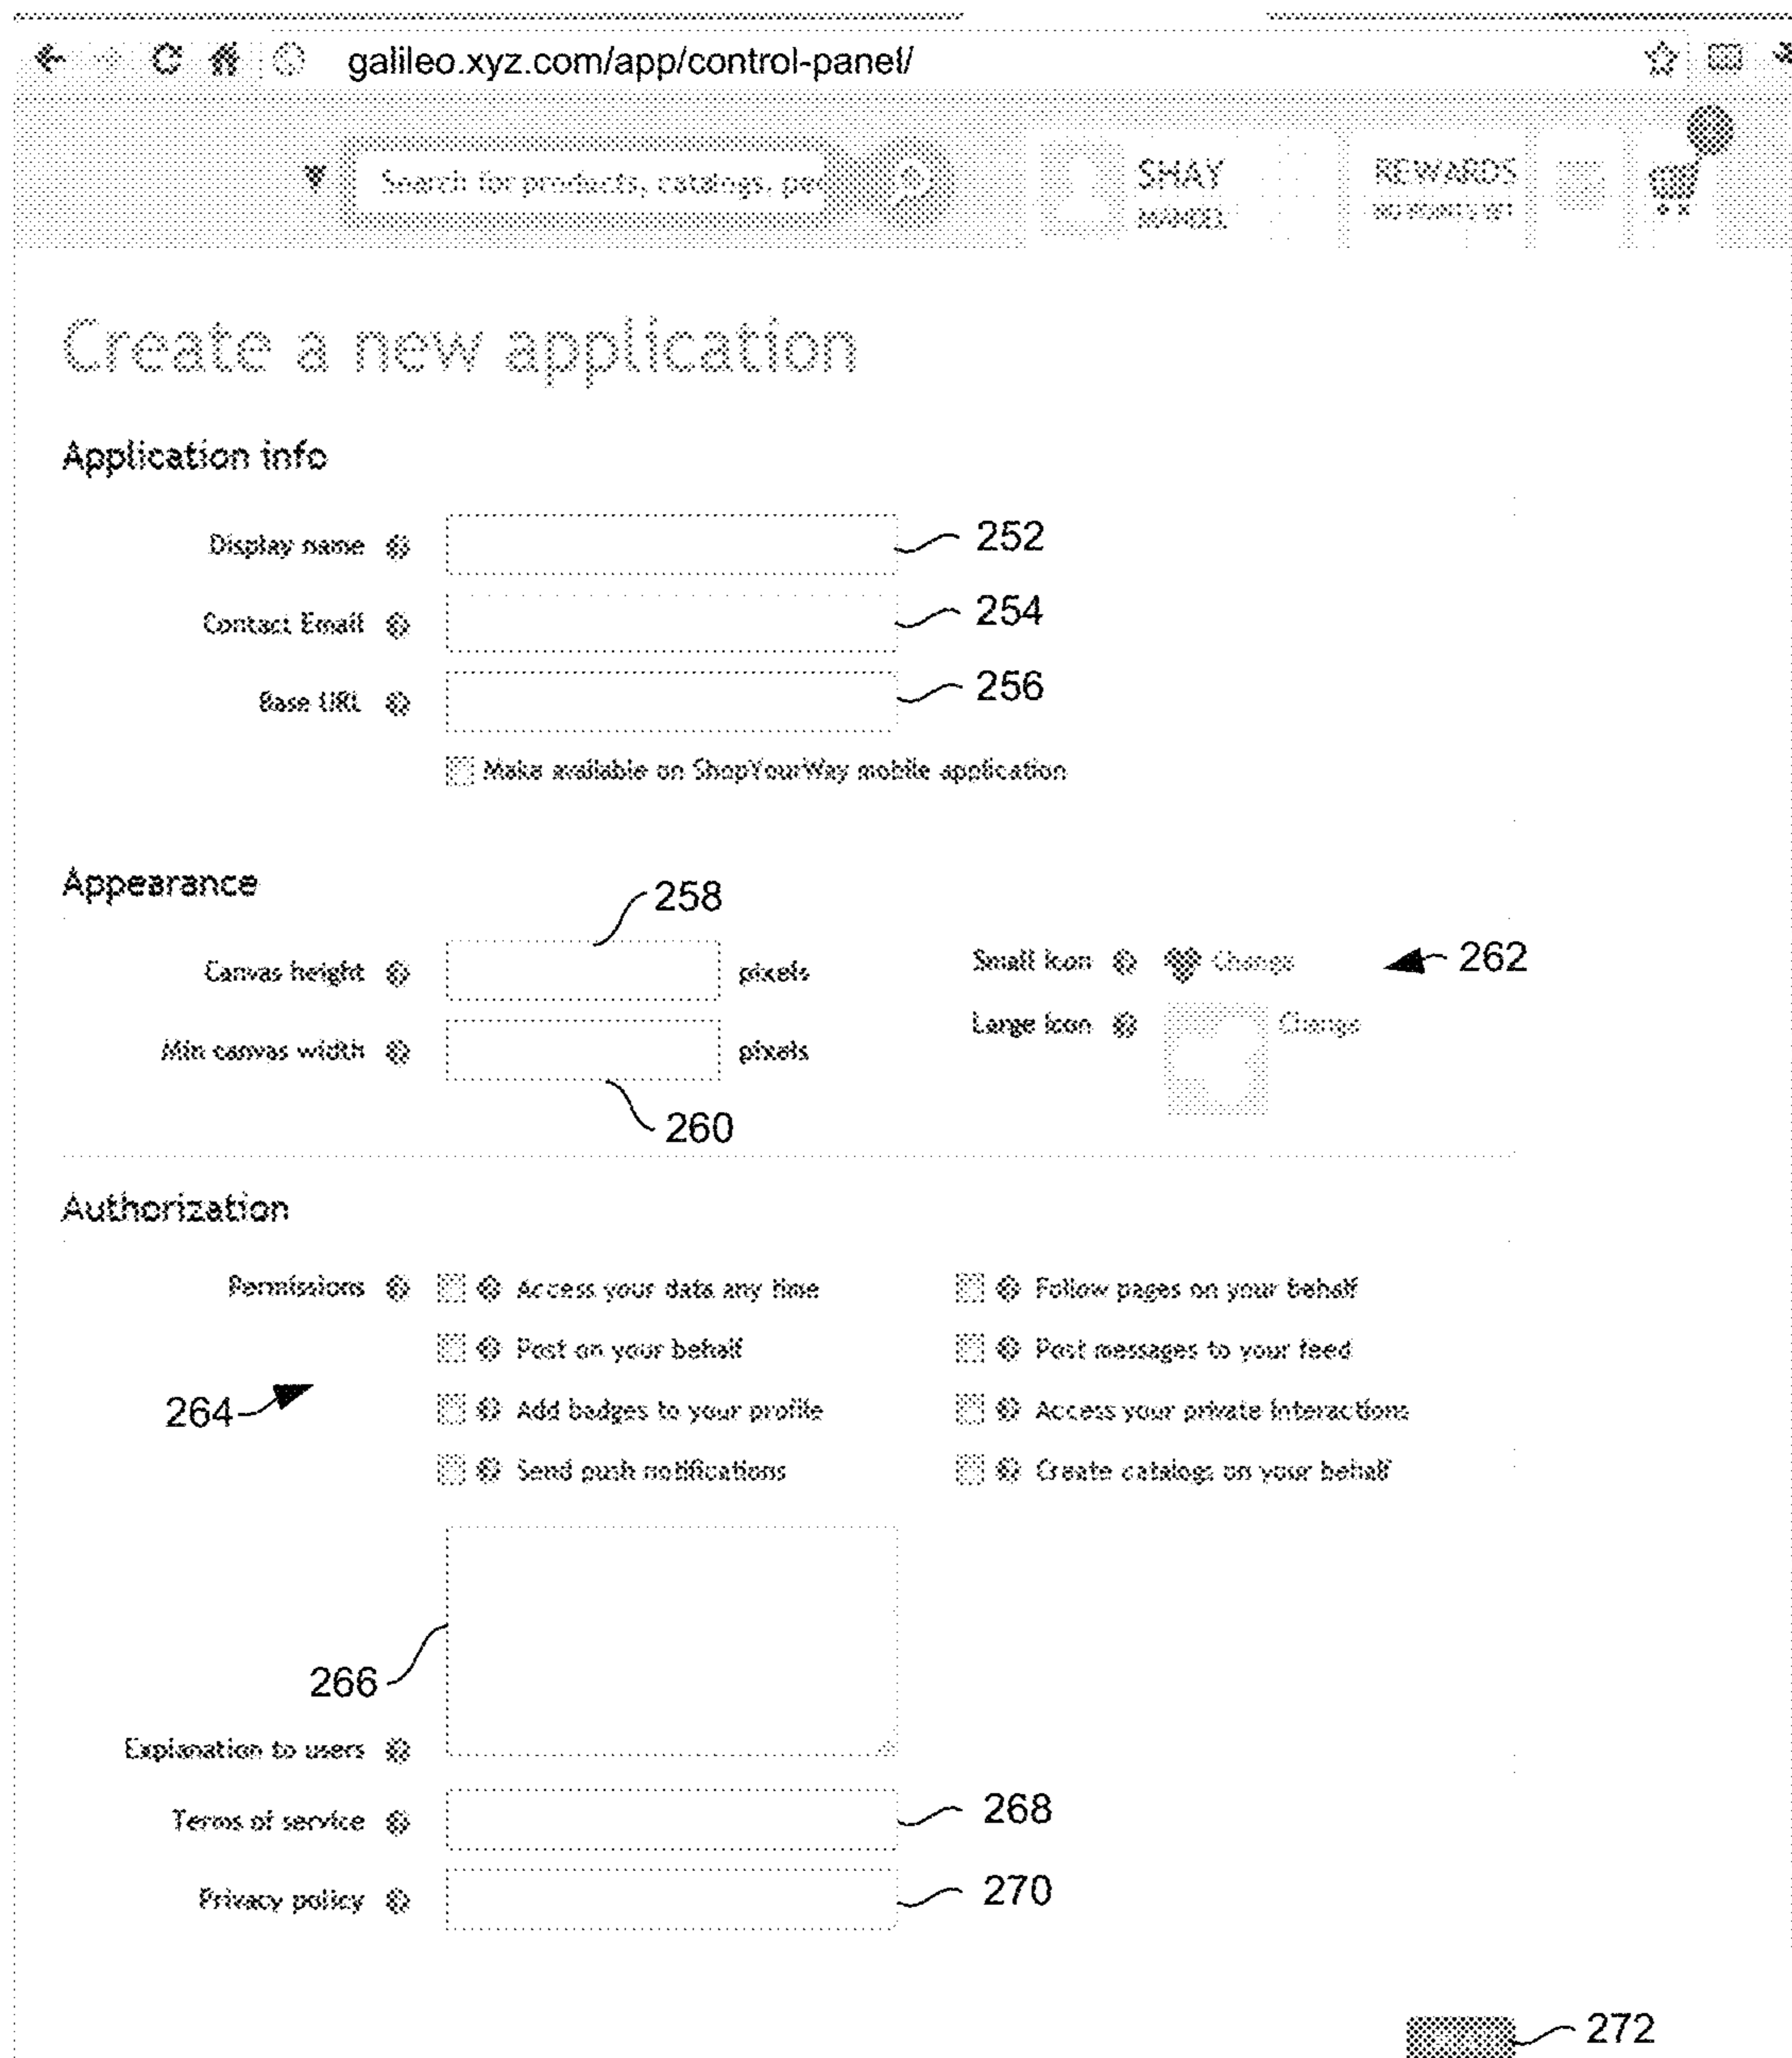 galileo.xyz.com/app/control-panel/
Search for products, catalogs, peo
SHAY
REWARDS
Create a new application
Application info
Display name 252
Contact Email 254
Base URL 256
Make available on ShopYourWay mobile application
Appearance
258
Canvas height pixels Small icon Change 262
Large icon Change
Min canvas width pixels
260
Authorization
Permissions Access your data any time Follow pages on your behalf
Post on your behalf Post messages to your feed
264 Add badges to your profile Access your private interactions
Send push notifications Create catalogs on your behalf
266
Explanation to users
Terms of service 268
Privacy policy 270
272